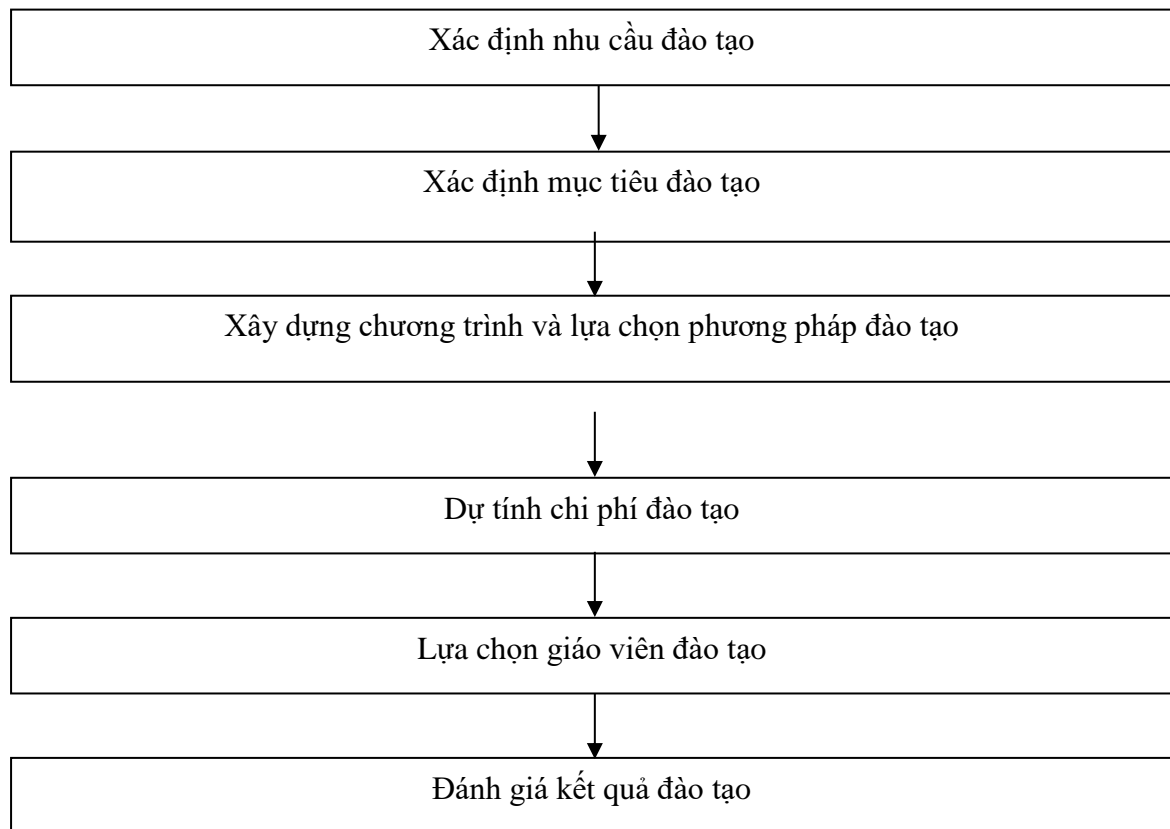 Xác định nhu cầu đào tạo
Xác định mục tiêu đào tạo
Xây dựng chương trình và lựa chọn phương pháp đào tạo
Dự tính chi phí đào tạo
Lựa chọn giáo viên đào tạo
Đánh giá kết quả đào tạo